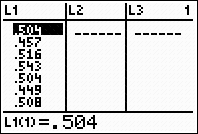 L1 L2 L3 1
.504 ------ ------
.457
.516
.543
.504
.449
.508
L1(1)=.504